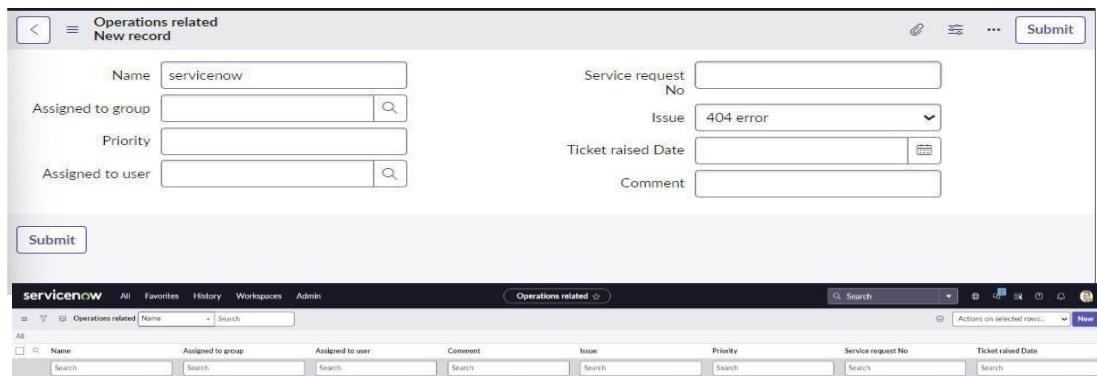 Operations related
New record
Submit
Name servicenow
Service request No
Assigned to group
Issue 404 error
Priority
Ticket raised Date
Assigned to user
Comment
Submit
servicenow All Favorites History Workspaces Admin Operations related Search
Operations related Name Search Actions on selected rows... New
All
Name Assigned to group Assigned to user Comment Issue Priority Service request No Ticket raised Date
Search Search Search Search Search Search Search Search